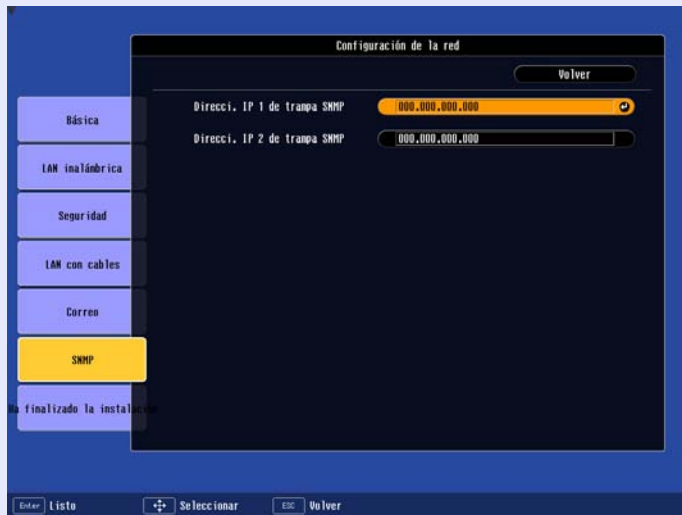 Configuración de la red
Volver
Direcci. IP 1 de trampa SNMP 000.000.000.000
Direcci. IP 2 de trampa SNMP 000.000.000.000
Básica
LAN inalámbrica
Seguridad
LAN con cables
Correo
SNMP
Ha finalizado la instalación
Enter Listo Seleccionar ESC Volver